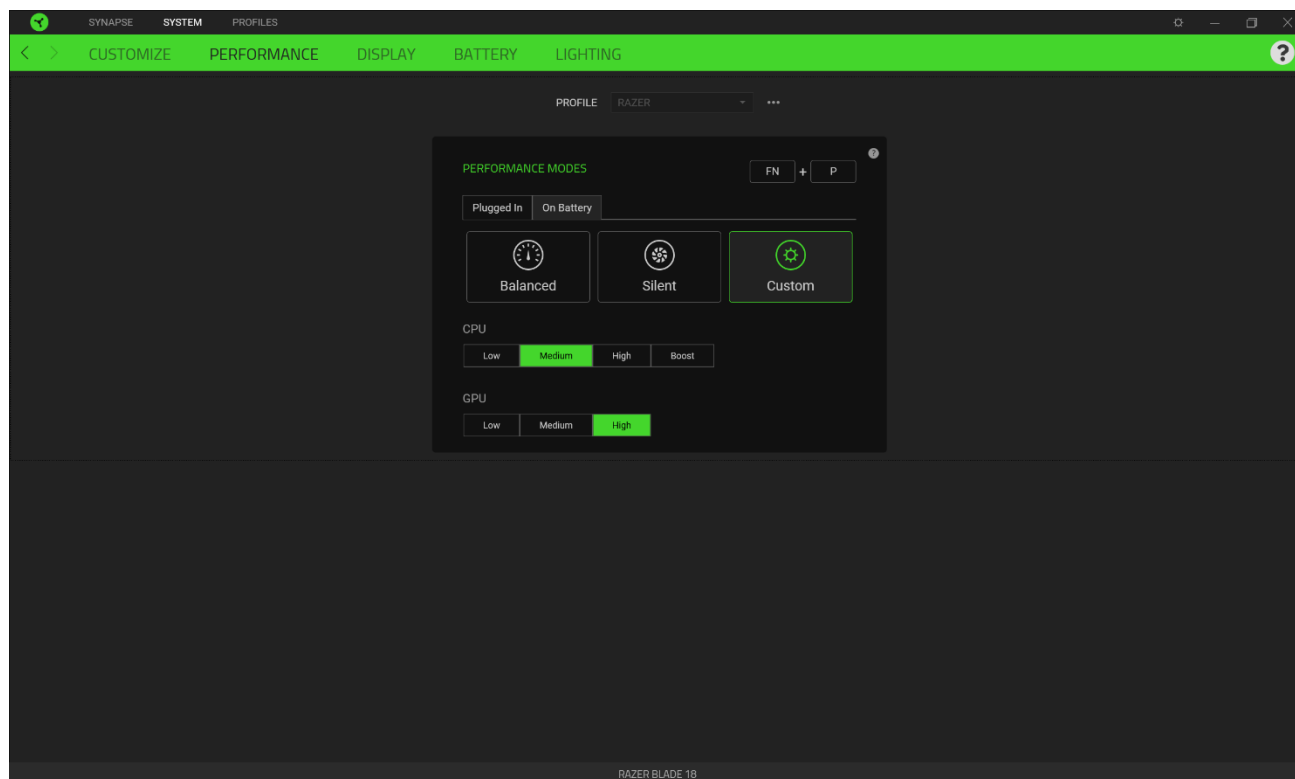 SYNAPSE SYSTEM PROFILES
CUSTOMIZE PERFORMANCE DISPLAY BATTERY LIGHTING ?
PROFILE RAZER
?
PERFORMANCE MODES FN + P
Plugged In On Battery
Balanced Silent Custom
CPU
Low Medium High Boost
GPU
Low Medium High
RAZER BLADE 18